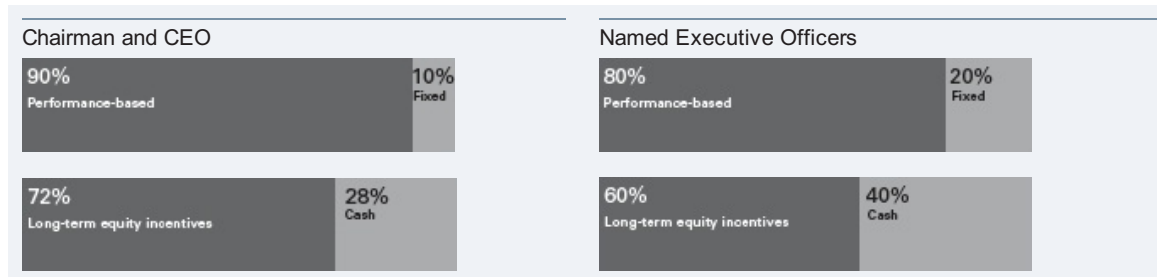 Chairman and CEO
90%
Performance-based
10%
Fixed
72%
Long-term equity incentives
28%
Cash
Named Executive Officers
80%
Performance-based
20%
Fixed
60%
Long-term equity incentives
40%
Cash